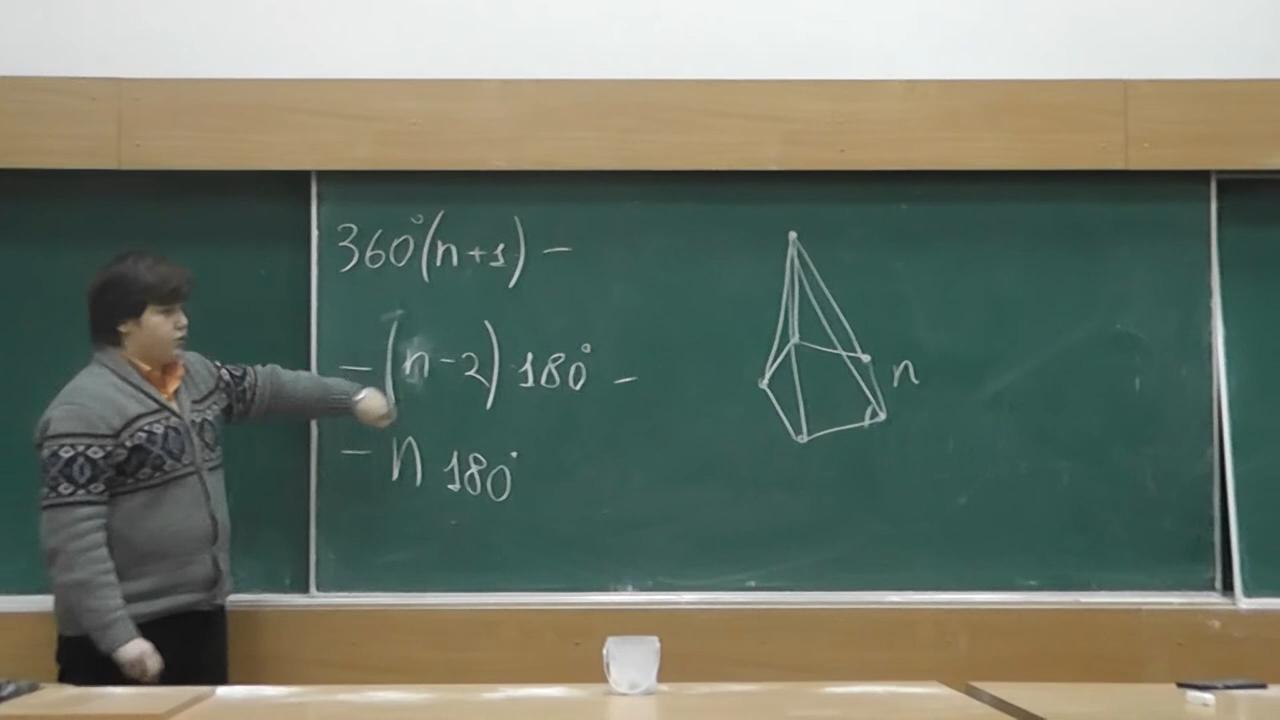 360°(n+1) -
- (n-2) 180° -
- n 180°
n